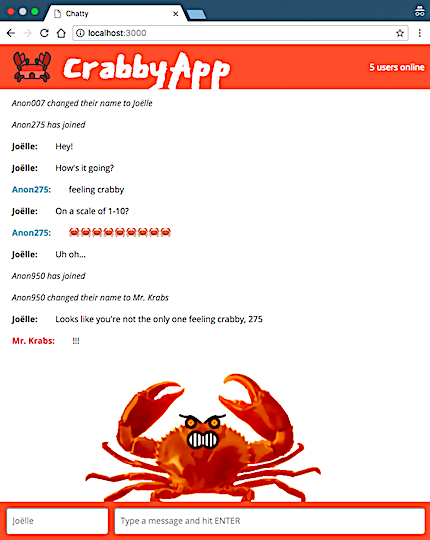 Chatty
localhost:3000
CrabbyApp
5 users online
Anon007 changed their name to Joëlle
Anon275 has joined
Joëlle: Hey!
Joëlle: How's it going?
Anon275: feeling crabby
Joëlle: On a scale of 1-10?
Anon275: 🦀🦀🦀🦀🦀🦀🦀🦀🦀
Joëlle: Uh oh...
Anon950 has joined
Anon950 changed their name to Mr. Krabs
Joëlle: Looks like you're not the only one feeling crabby, 275
Mr. Krabs: !!!
Joëlle
Type a message and hit ENTER